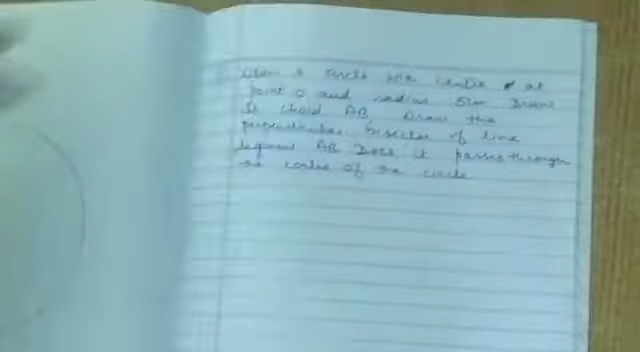 Draw a circle with centre at
point O and radius 5cm Draw
It chord AB Draw the
perpendicular bisector of line
segment AB Does it passes through
the centre of the circle